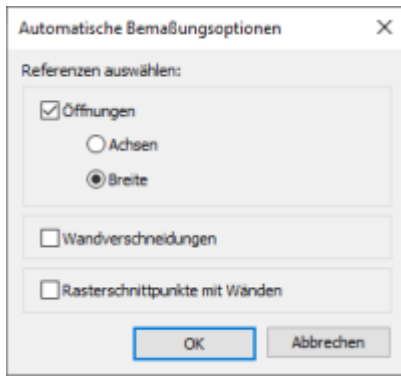 Automatische Bemaßungsoptionen
Referenzen auswählen:
Öffnungen
Achsen
Breite
Wandverschneidungen
Rasterschnittpunkte mit Wänden
OK Abbrechen